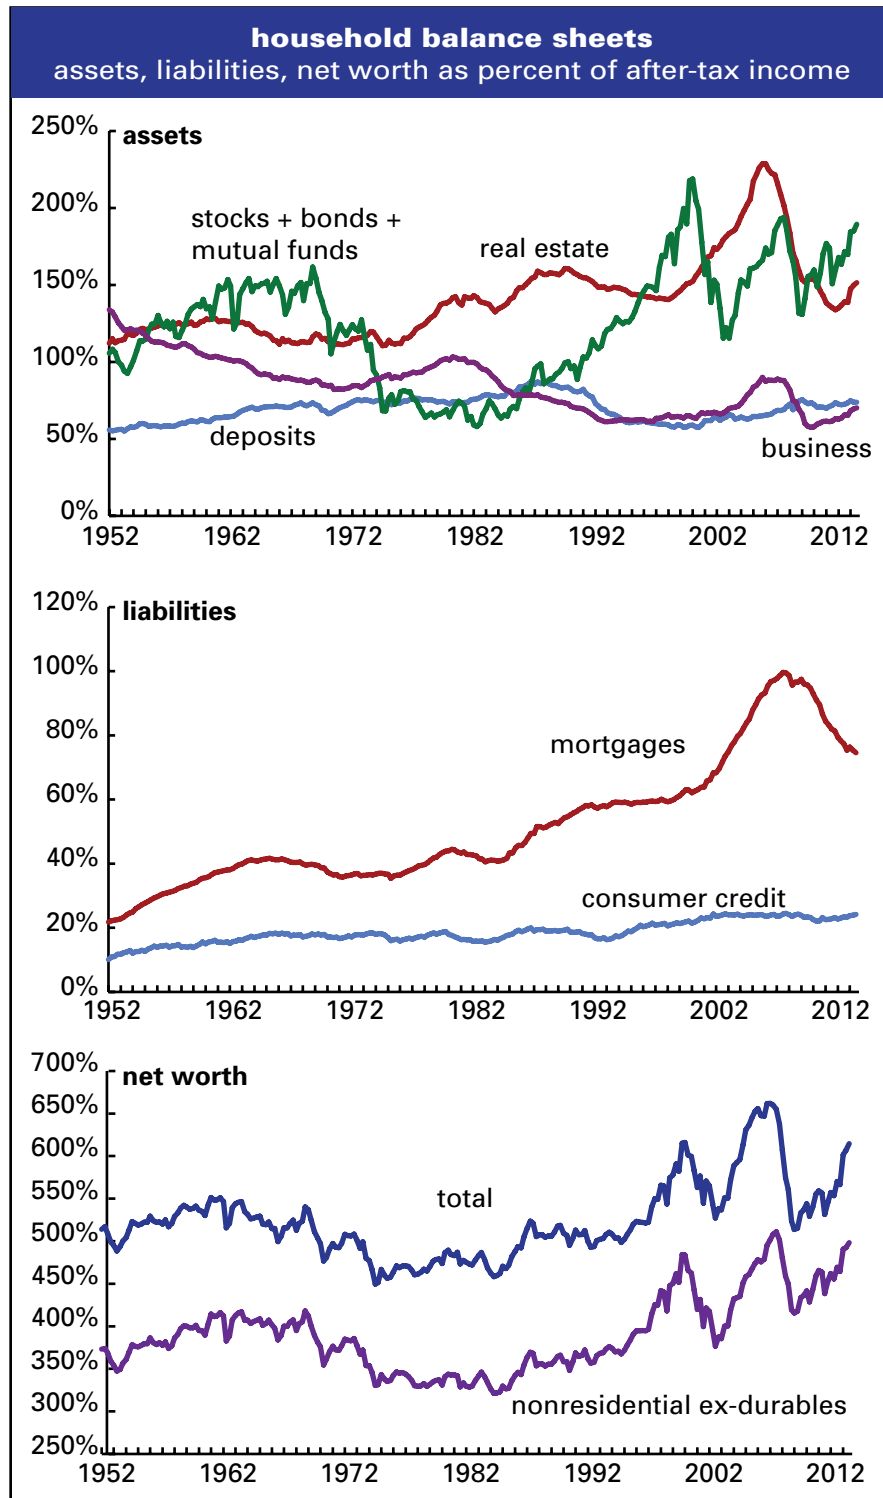 household balance sheets
assets, liabilities, net worth as percent of after-tax income
250%
assets
200%
stocks + bonds +
mutual funds
real estate
150%
100%
deposits
50%
business
0%
1952 1962 1972 1982 1992 2002 2012
120%
liabilities
100%
mortgages
80%
60%
40%
consumer credit
20%
0%
1952 1962 1972 1982 1992 2002 2012
700%
net worth
650%
600%
total
550%
500%
450%
400%
350%
nonresidential ex-durables
300%
250%
1952 1962 1972 1982 1992 2002 2012